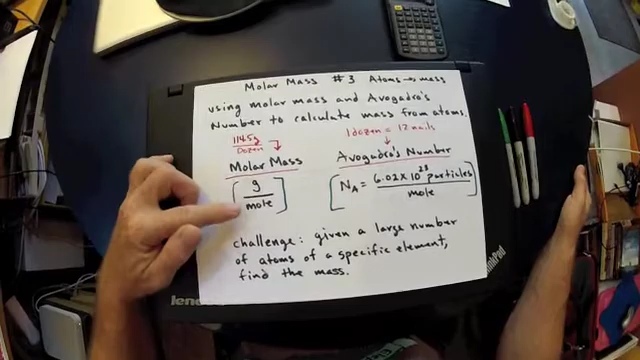 Molar Mass #3 Atoms → mass
using molar mass and Avogadro's
Number to calculate mass from atoms.
114.5g
Dozen
1 dozen = 12 nails
Molar Mass
Avogadro's Number
g
mole
NA = 6.02 x 10^23 particles
mole
challenge: given a large number
of atoms of a specific element,
find the mass.
lenovo
ThinkPad